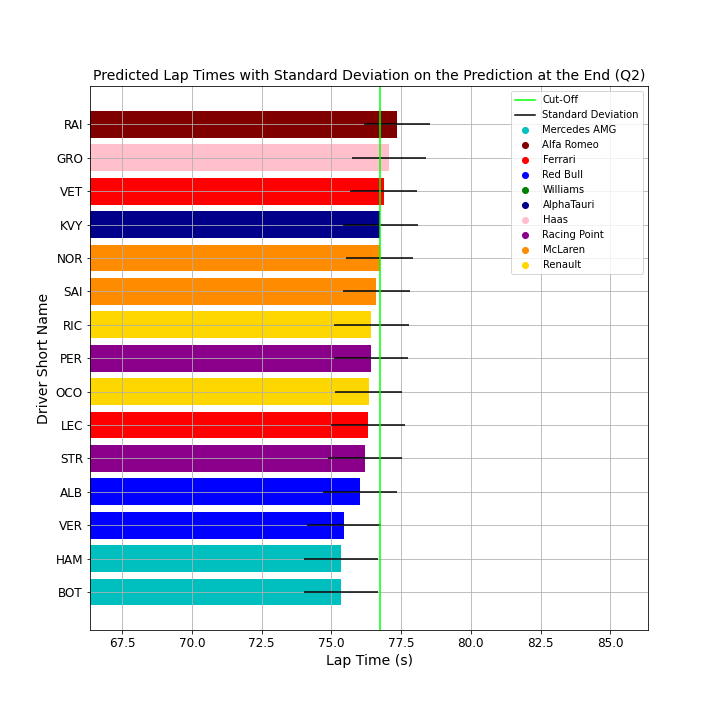 Predicted Lap Times with Standard Deviation on the Prediction at the End (Q2)
Cut-Off
Standard Deviation
Mercedes AMG
Alfa Romeo
Ferrari
Red Bull
Williams
AlphaTauri
Haas
Racing Point
McLaren
Renault
Driver Short Name
RAI
GRO
VET
KVY
NOR
SAI
RIC
PER
OCO
LEC
STR
ALB
VER
HAM
BOT
67.5 70.0 72.5 75.0 77.5 80.0 82.5 85.0
Lap Time (s)